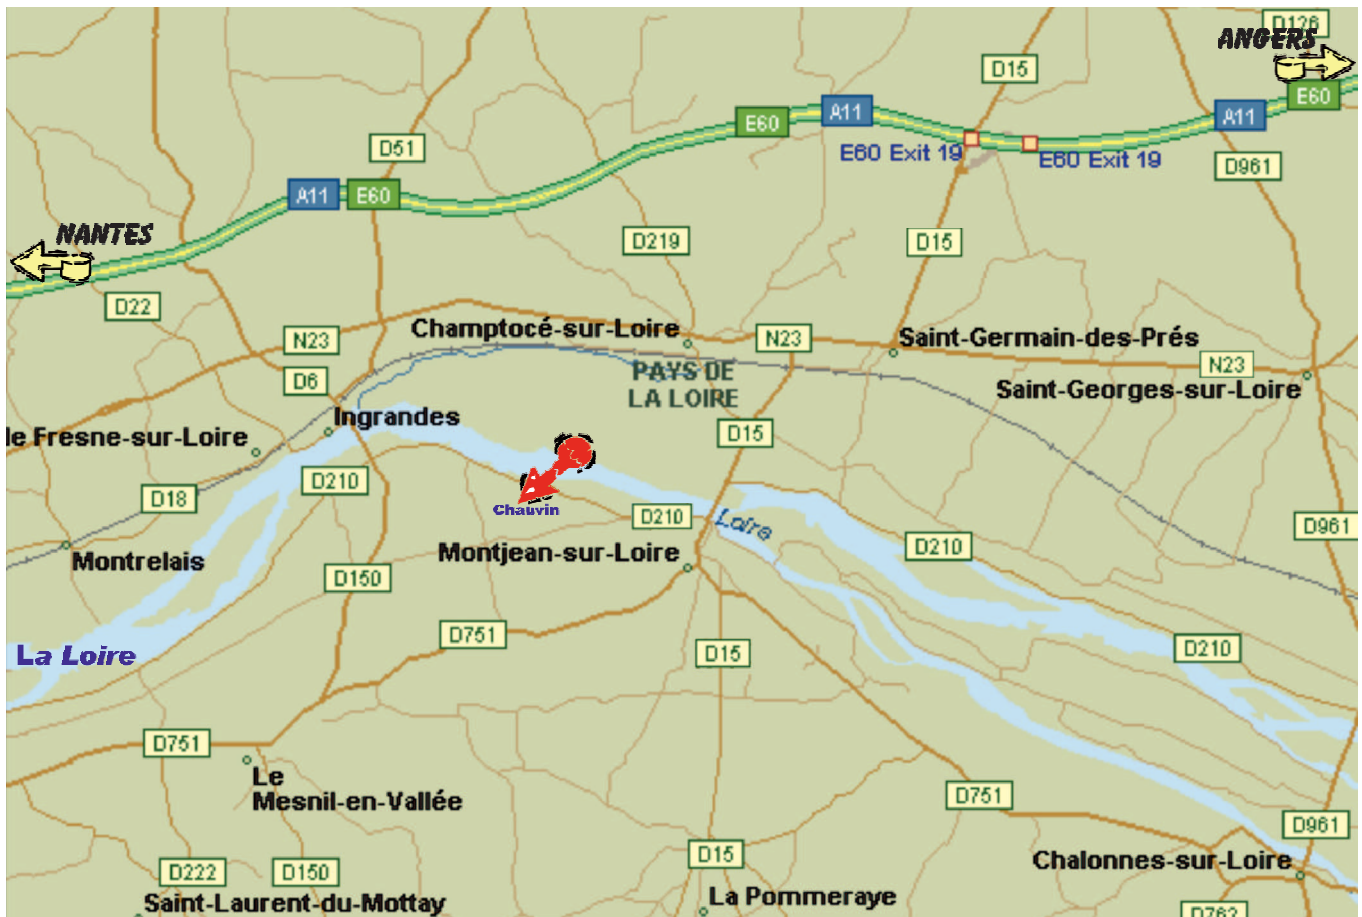 D126
ANGERS
D15
E60
A11
E60
A11
E60 Exit 19
E60 Exit 19
D51
D961
A11
E60
NANTES
D219
D15
D22
N23
Champtocé-sur-Loire
N23
Saint-Germain-des-Prés
N23
D6
PAYS DE
LA LOIRE
Saint-Georges-sur-Loire
Ingrandes
le Fresne-sur-Loire
D15
D210
D18
Chauvin
D210
Loire
D961
Montrelais
Montjean-sur-Loire
D210
D150
D751
D15
D210
La Loire
D751
Le
Mesnil-en-Vallée
D751
D961
D15
Chalonnes-sur-Loire
D222
D150
La Pommeraye
Saint-Laurent-du-Mottay